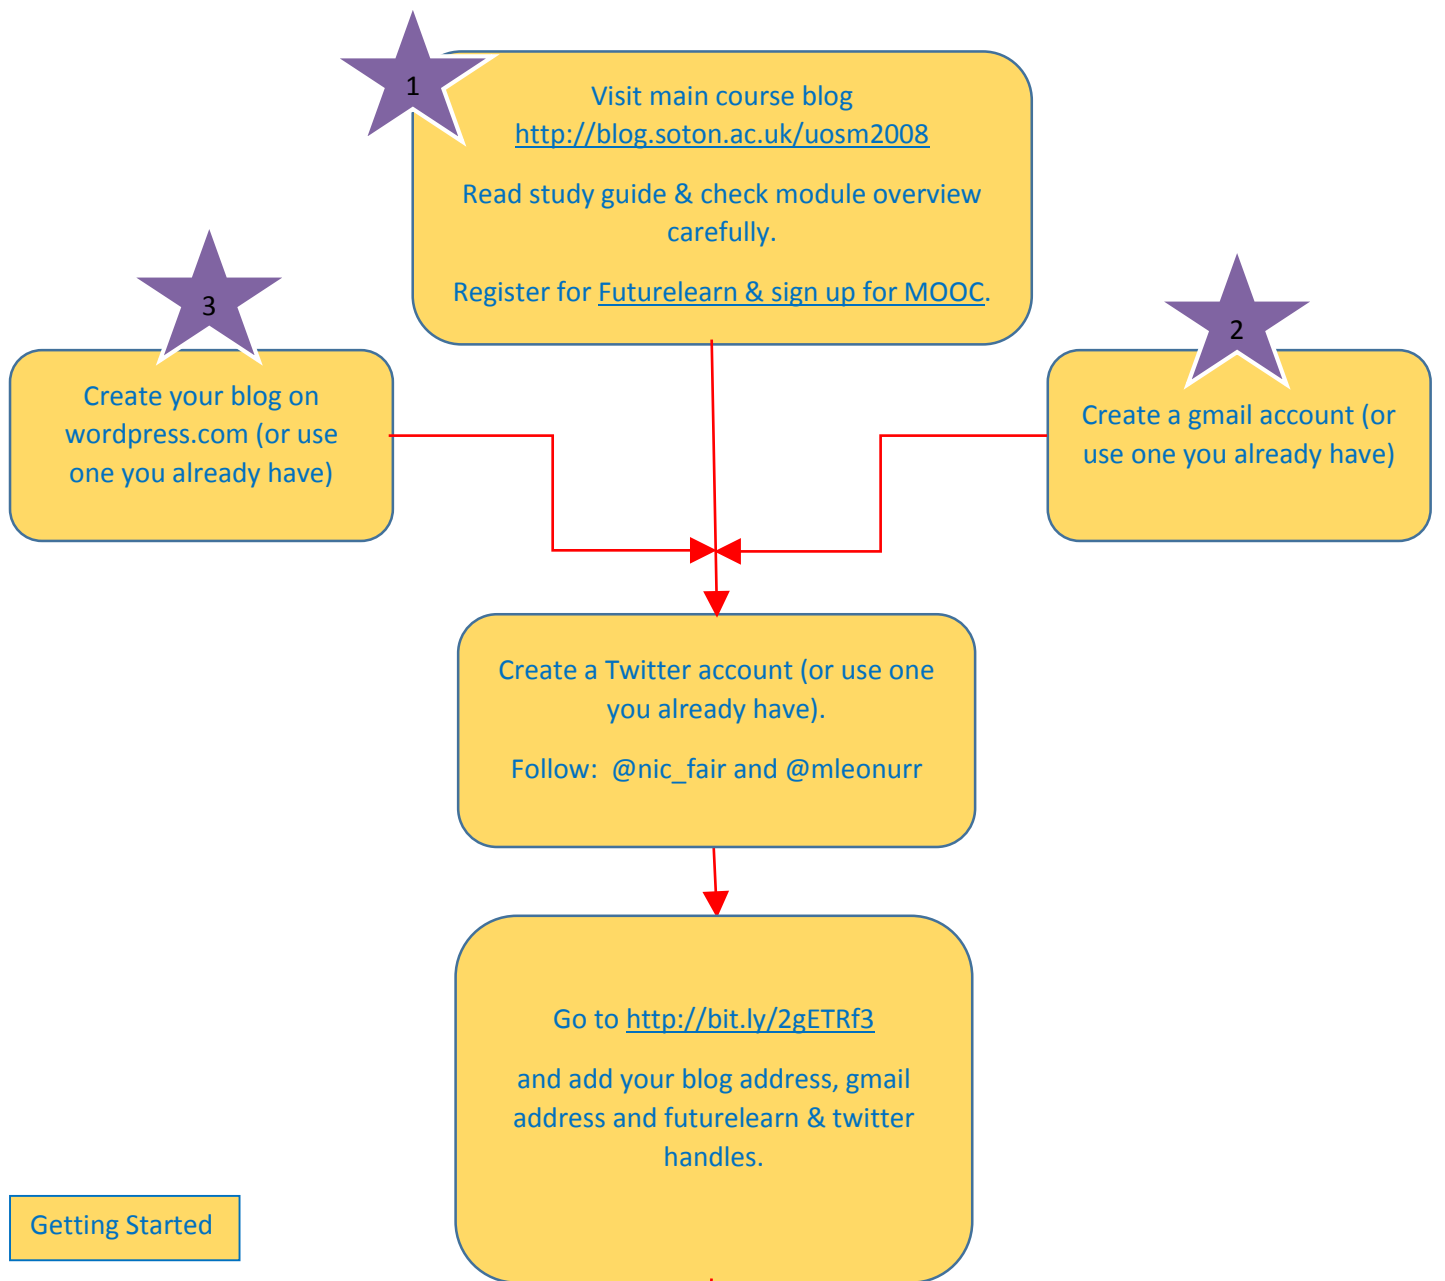 1
Visit main course blog
http://blog.soton.ac.uk/uosm2008
Read study guide & check module overview
carefully.
Register for Futurelearn & sign up for MOOC.
3
Create your blog on
wordpress.com (or use
one you already have)
2
Create a gmail account (or
use one you already have)
Create a Twitter account (or use one
you already have).
Follow:  @nic_fair and @mleonurr
Go to http://bit.ly/2gETRf3
and add your blog address, gmail
address and futurelearn & twitter
handles.
Getting Started